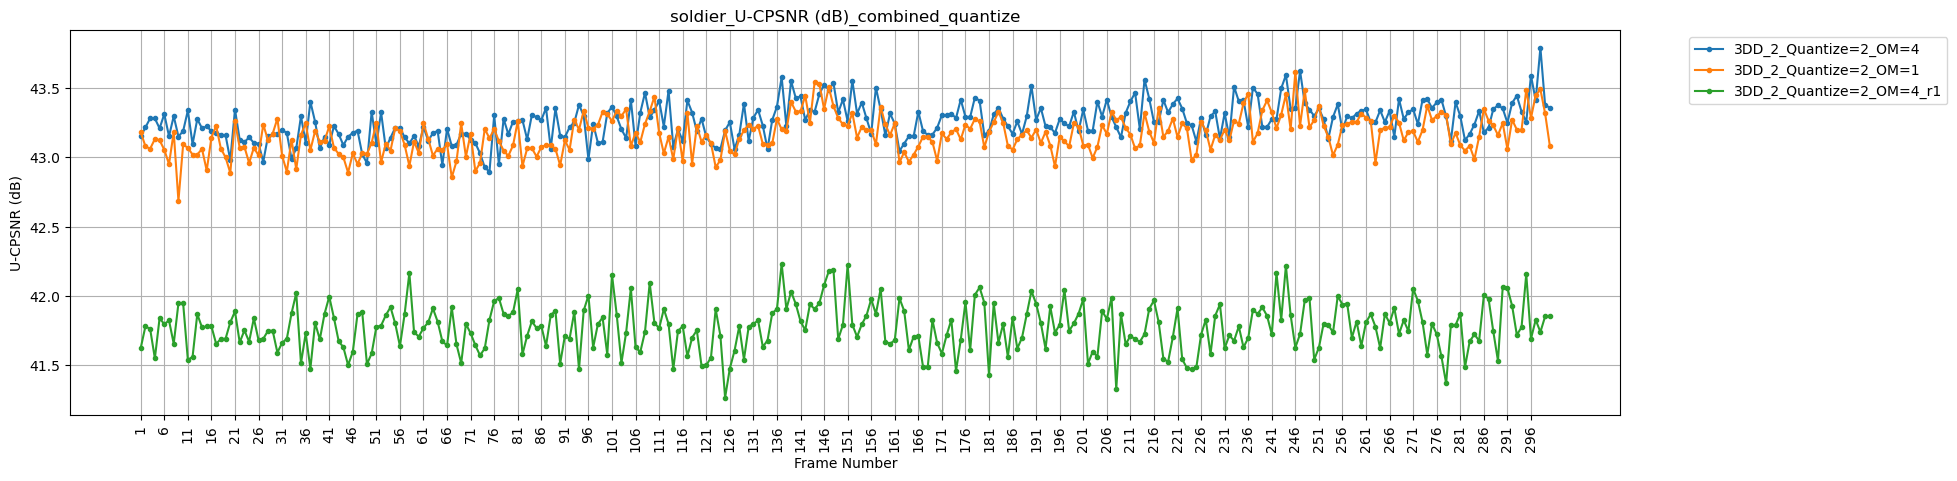 soldier_U-CPSNR (dB)_combined_quantize
3DD_2_Quantize=2_OM=4
3DD_2_Quantize=2_OM=1
3DD_2_Quantize=2_OM=4_r1
U-CPSNR (dB)
43.5
43.0
42.5
42.0
41.5
1 6 11 16 21 26 31 36 41 46 51 56 61 66 71 76 81 86 91 96 101 106 111 116 121 126 131 136 141 146 151 156 161 166 171 176 181 186 191 196 201 206 211 216 221 226 231 236 241 246 251 256 261 266 271 276 281 286 291 296
Frame Number